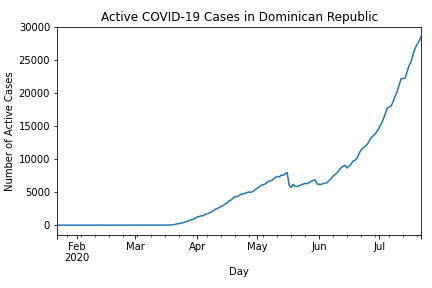 Active COVID-19 Cases in Dominican Republic
30000
25000
20000
15000
10000
5000
0
Number of Active Cases
Feb Mar Apr May Jun Jul
2020
Day